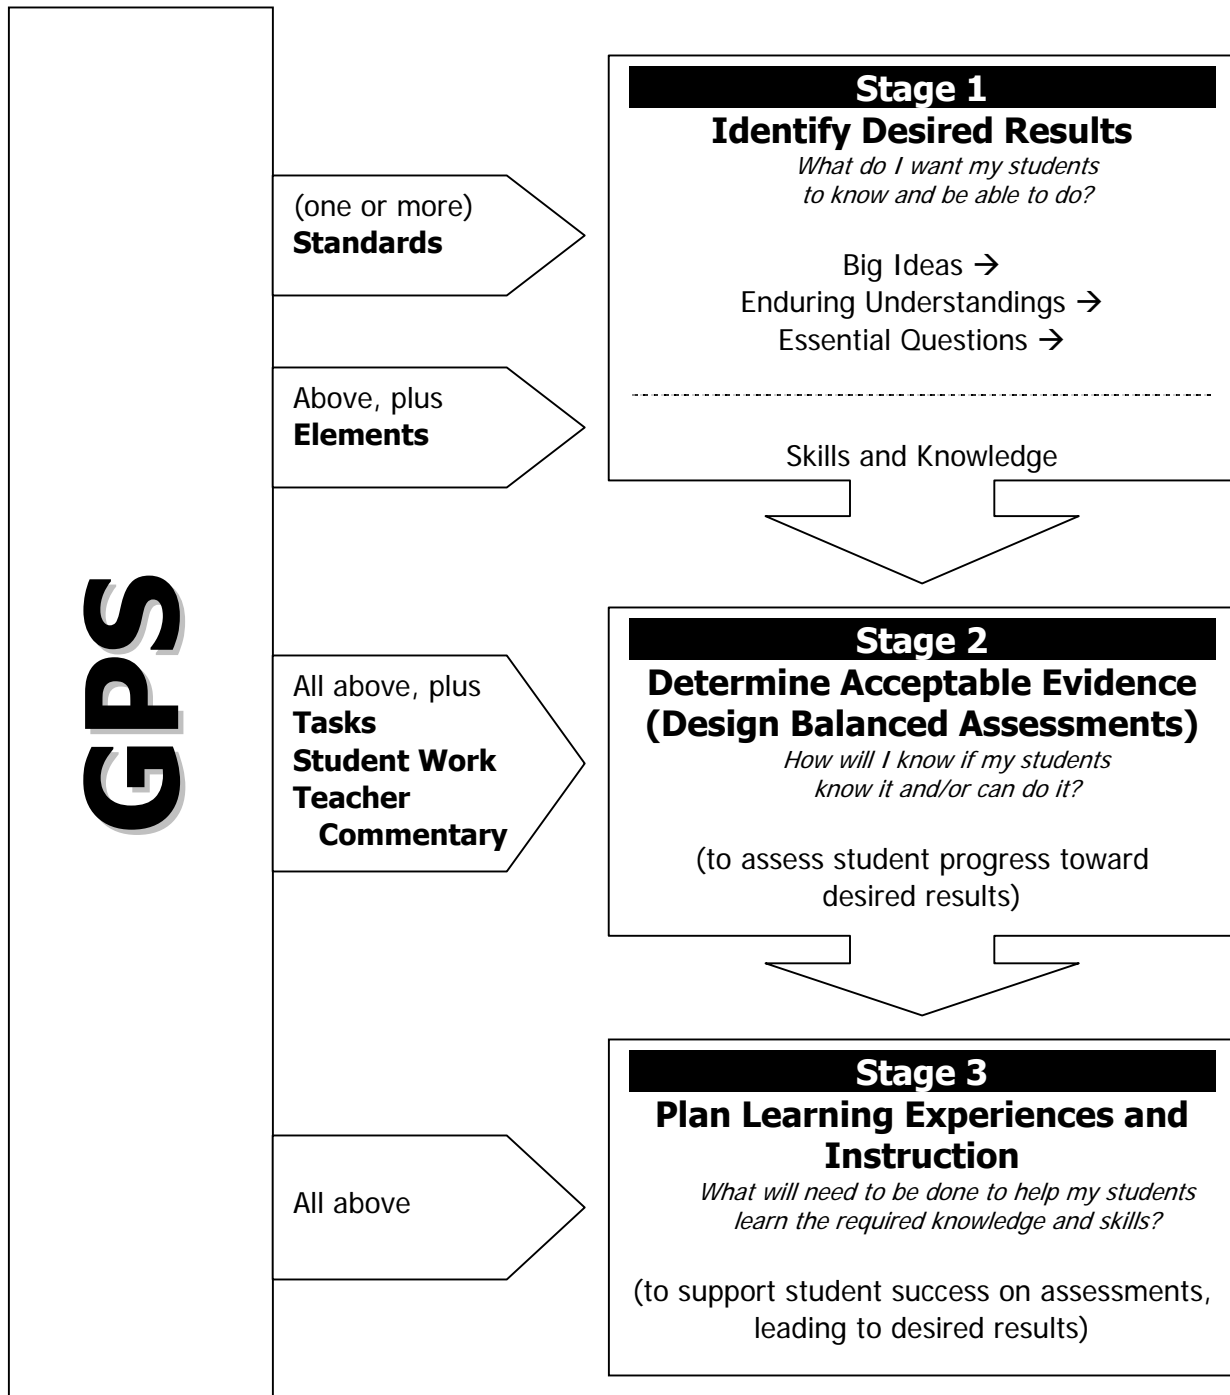 GPS
(one or more)
Standards
Above, plus
Elements
All above, plus
Tasks
Student Work
Teacher
Commentary
All above
Stage 1
Identify Desired Results
What do I want my students
to know and be able to do?
Big Ideas →
Enduring Understandings →
Essential Questions →
Skills and Knowledge
Stage 2
Determine Acceptable Evidence
(Design Balanced Assessments)
How will I know if my students
know it and/or can do it?
(to assess student progress toward
desired results)
Stage 3
Plan Learning Experiences and
Instruction
What will need to be done to help my students
learn the required knowledge and skills?
(to support student success on assessments,
leading to desired results)